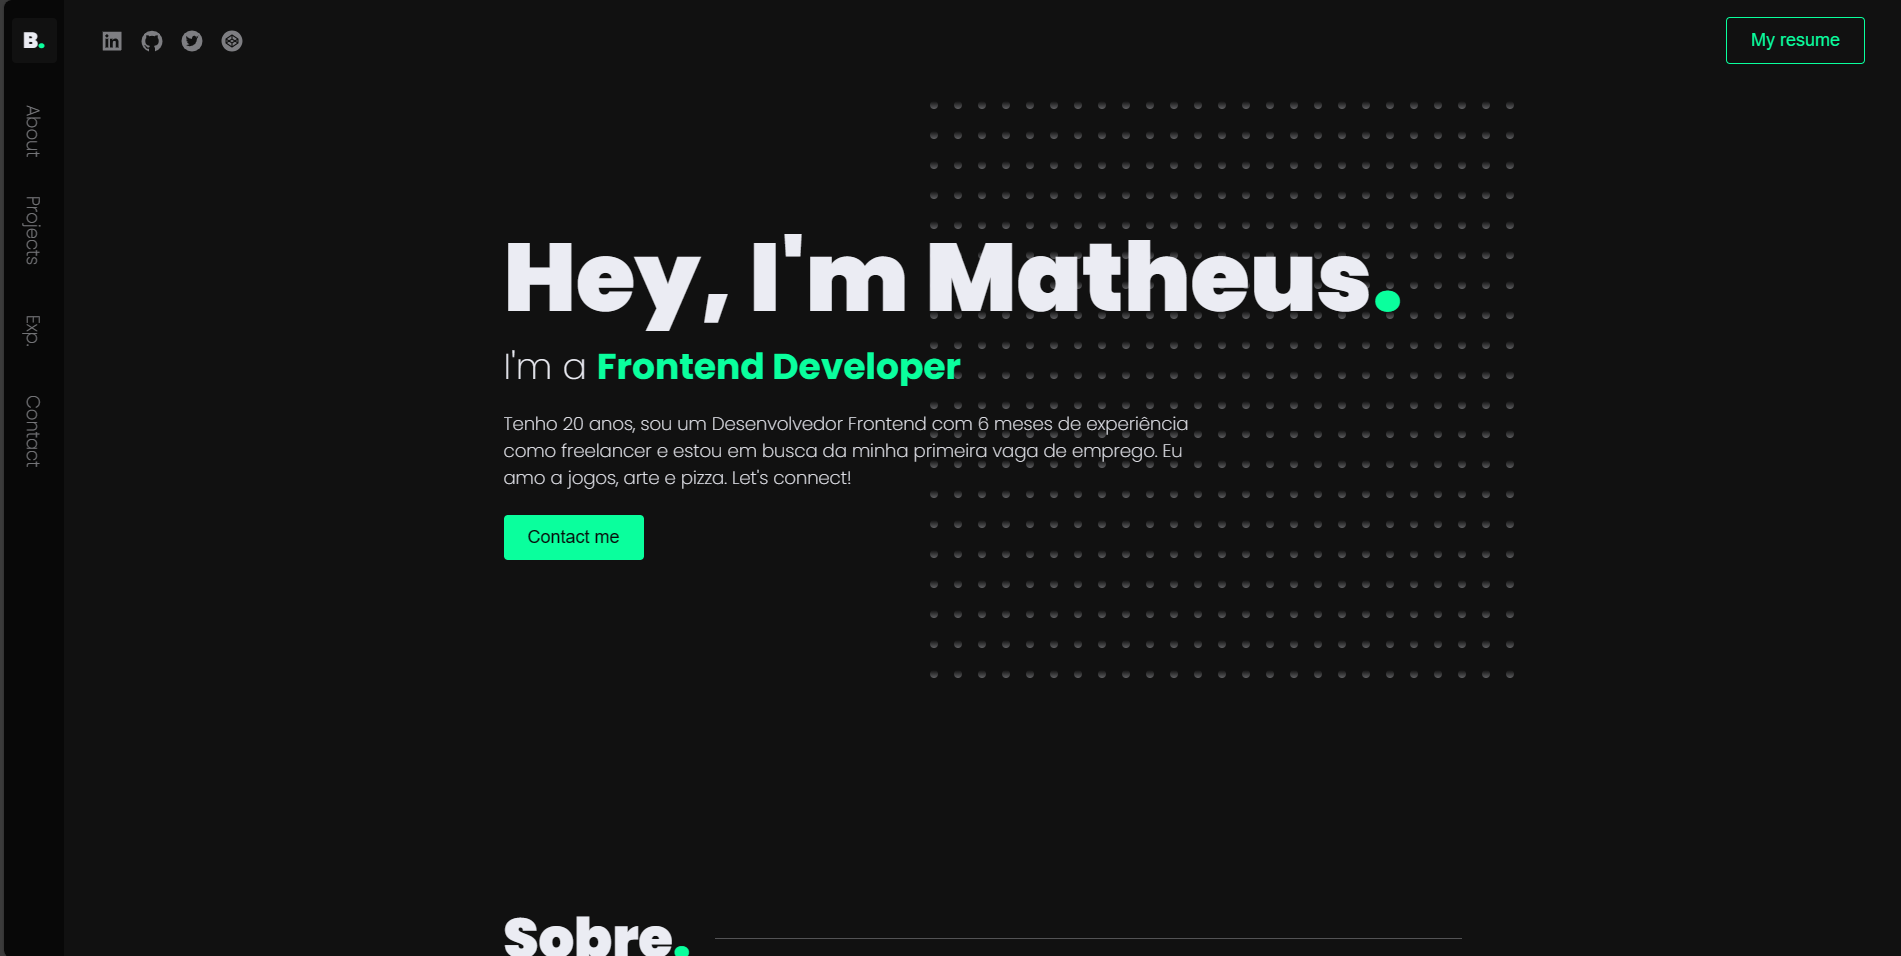 B.
My resume
About
Projects
Exp.
Contact
Hey, I'm Matheus.
I'm a Frontend Developer
Tenho 20 anos, sou um Desenvolvedor Frontend com 6 meses de experiência
como freelancer e estou em busca da minha primeira vaga de emprego. Eu
amo a jogos, arte e pizza. Let's connect!
Contact me
Sobre.